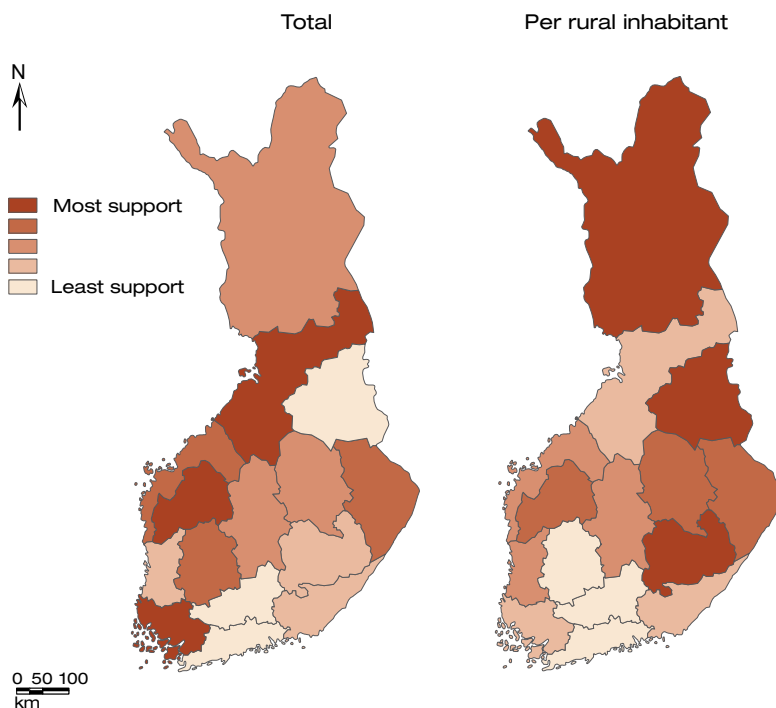 Total
Per rural inhabitant
N
Most support
Least support
0 50 100
km